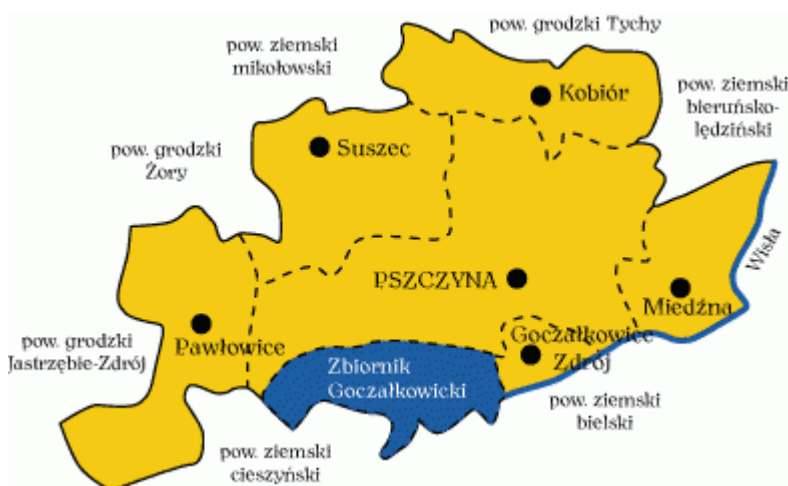 pow. grodzki Tychy
pow. ziemski
mikołowski
Kobiór
pow. ziemski
bieruńsko-
lędziński
pow. grodzki
Żory
Suszec
Wisła
PSZCZYNA
Miedźna
pow. grodzki
Jastrzębie-Zdrój
Pawłowice
Goczałkowice
Zdrój
Zbiornik
Goczałkowicki
pow. ziemski
bielski
pow. ziemski
cieszyński